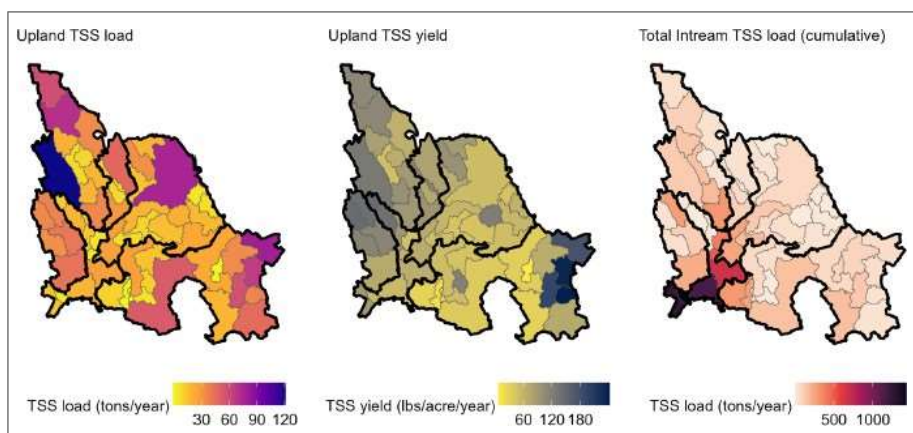 Upland TSS load
Upland TSS yield
Total Intream TSS load (cumulative)
TSS load (tons/year)
30 60 90 120
TSS yield (lbs/acre/year)
60 120 180
TSS load (tons/year)
500 1000